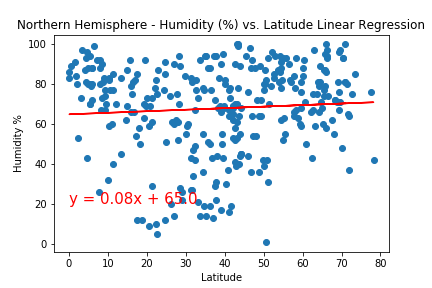 Northern Hemisphere - Humidity (%) vs. Latitude Linear Regression
Humidity %
100
80
60
40
20
0
y = 0.08x + 65.0
0 10 20 30 40 50 60 70 80
Latitude